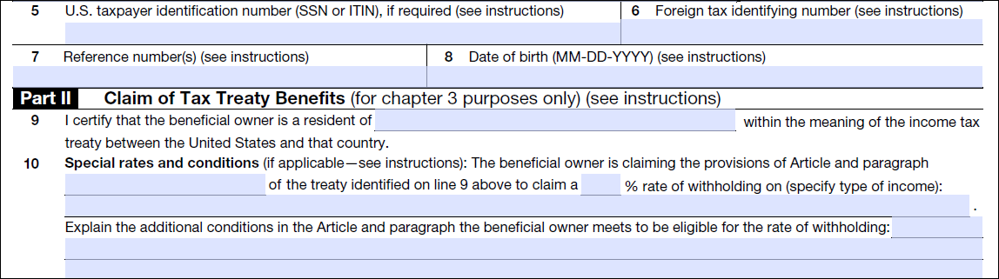 5 U.S. taxpayer identification number (SSN or ITIN), if required (see instructions) 6 Foreign tax identifying number (see instructions)
7 Reference number(s) (see instructions) 8 Date of birth (MM-DD-YYYY) (see instructions)
Part II Claim of Tax Treaty Benefits (for chapter 3 purposes only) (see instructions)
9 I certify that the beneficial owner is a resident of within the meaning of the income tax
treaty between the United States and that country.
10 Special rates and conditions (if applicable—see instructions): The beneficial owner is claiming the provisions of Article and paragraph
of the treaty identified on line 9 above to claim a % rate of withholding on (specify type of income):
.
Explain the additional conditions in the Article and paragraph the beneficial owner meets to be eligible for the rate of withholding: